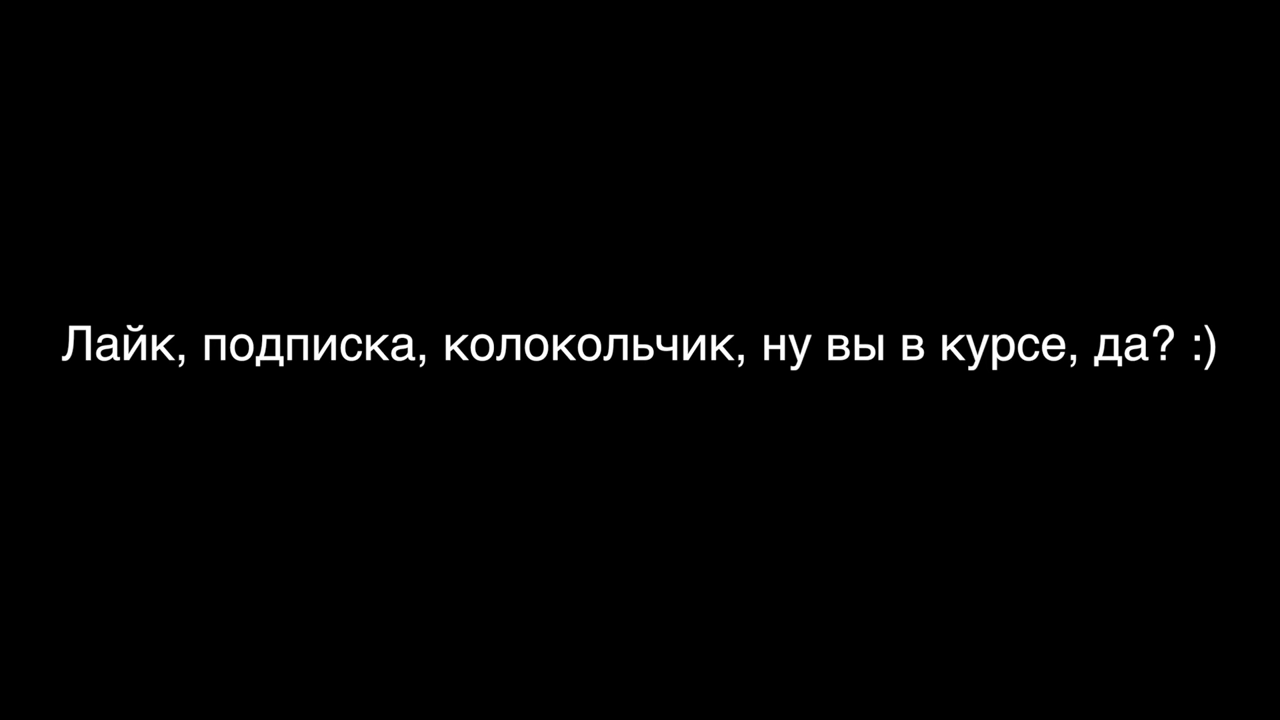 Лайк, подписка, колокольчик, ну вы в курсе, да? :)